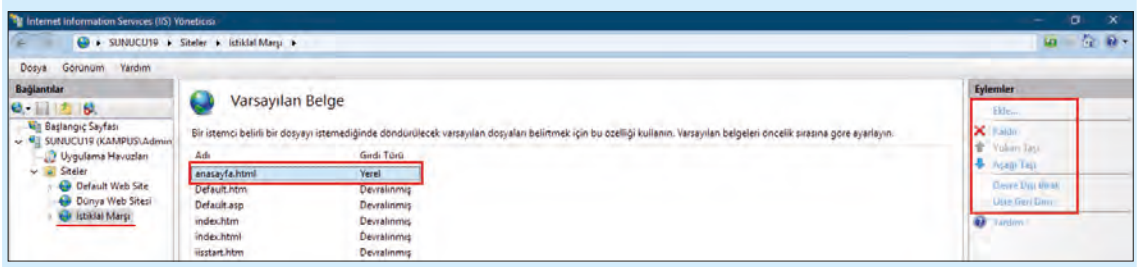 Internet Information Services (IIS) Yöneticisi
SUNUCU19 Siteler İstiklal Marşı
Dosya Görünüm Yardım
Bağlantılar
Başlangıç Sayfası
SUNUCU19 (KAMPUS\Admin
Uygulama Havuzları
Siteler
Default Web Site
Dünya Web Sitesi
İstiklal Marşı
Varsayılan Belge
Bir istemci belirli bir dosyayı istemediğinde döndürülecek varsayılan dosyaları belirtmek için bu özelliği kullanın. Varsayılan belgeleri öncelik sırasına göre ayarlayın.
Adı Girdi Türü
anasayfa.html Yerel
Default.htm Devralınmış
Default.asp Devralınmış
index.htm Devralınmış
index.html Devralınmış
iisstart.htm Devralınmış
Eylemler
Ekle...
Kaldır
Yukarı Taşı
Aşağı Taşı
Devre Dışı Bırak
Üste Geri Dön
Yardım